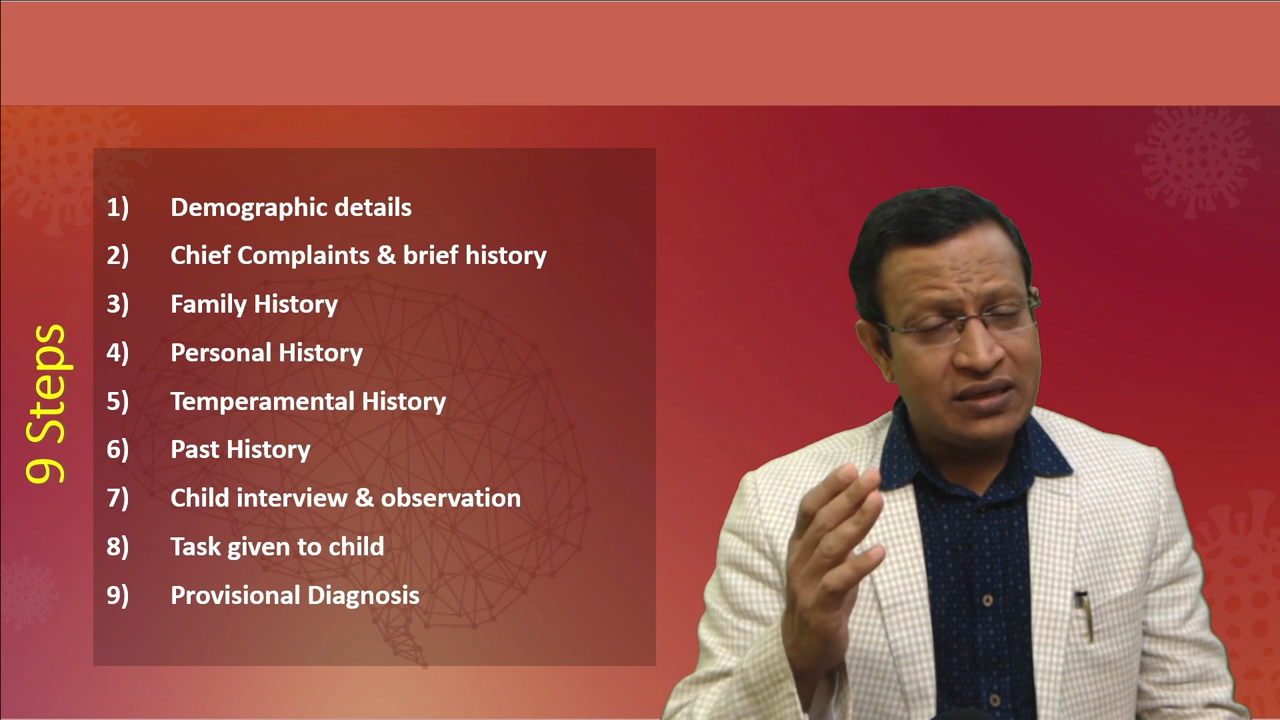 9 Steps
1) Demographic details
2) Chief Complaints & brief history
3) Family History
4) Personal History
5) Temperamental History
6) Past History
7) Child interview & observation
8) Task given to child
9) Provisional Diagnosis